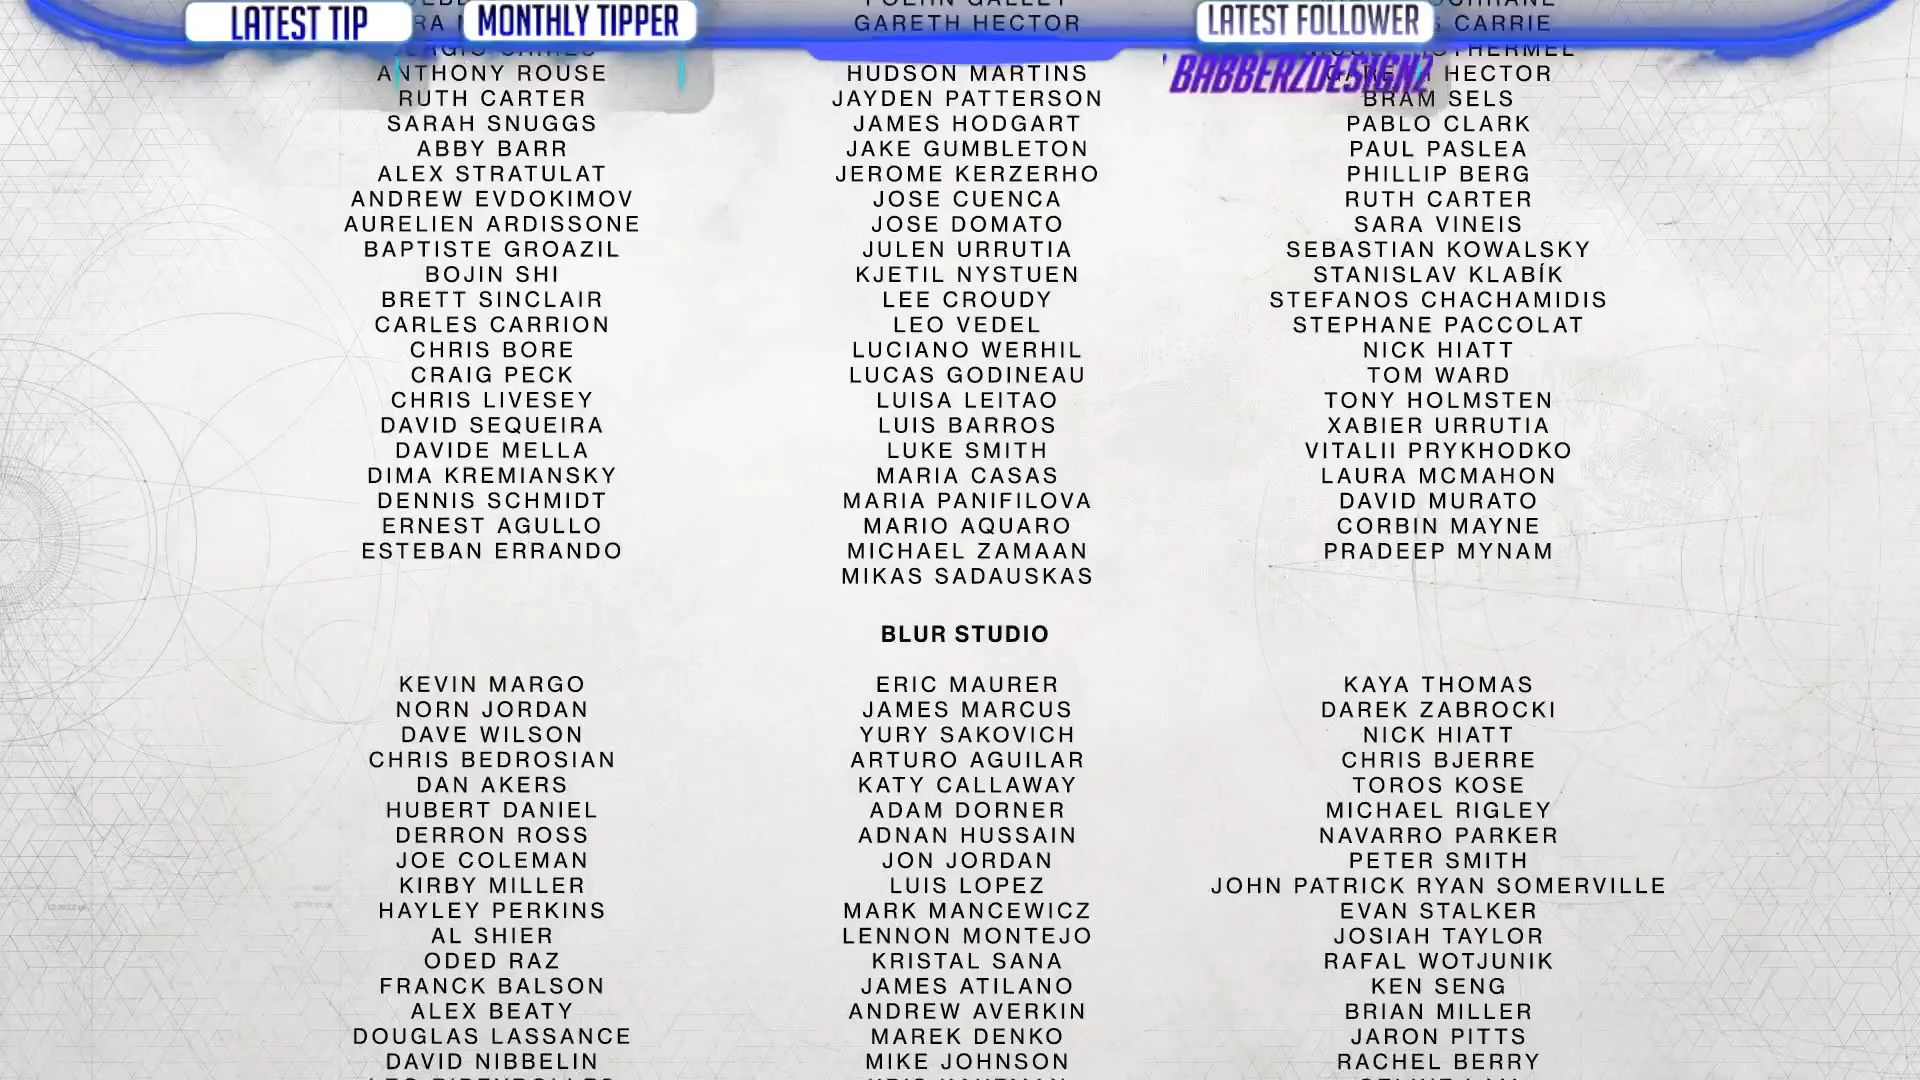 LATEST TIP
MONTHLY TIPPER
LATEST FOLLOWER
BABBERZDESIGNZ
ANTHONY ROUSE
RUTH CARTER
SARAH SNUGGS
ABBY BARR
ALEX STRATULAT
ANDREW EVDOKIMOV
AURELIEN ARDISSONE
BAPTISTE GROAZIL
BOJIN SHI
BRETT SINCLAIR
CARLES CARRION
CHRIS BORE
CRAIG PECK
CHRIS LIVESEY
DAVID SEQUEIRA
DAVIDE MELLA
DIMA KREMIANSKY
DENNIS SCHMIDT
ERNEST AGULLO
ESTEBAN ERRANDO
GARETH HECTOR
HUDSON MARTINS
JAYDEN PATTERSON
JAMES HODGART
JAKE GUMBLETON
JEROME KERZERHO
JOSE CUENCA
JOSE DOMATO
JULEN URRUTIA
KJETIL NYSTUEN
LEE CROUDY
LEO VEDEL
LUCIANO WERHIL
LUCAS GODINEAU
LUISA LEITAO
LUIS BARROS
LUKE SMITH
MARIA CASAS
MARIA PANIFILOVA
MARIO AQUARO
MICHAEL ZAMAAN
MIKAS SADAUSKAS
CARRIE
HECTOR
BRAM SELS
PABLO CLARK
PAUL PASLEA
PHILLIP BERG
RUTH CARTER
SARA VINEIS
SEBASTIAN KOWALSKY
STANISLAV KLABÍK
STEFANOS CHACHAMIDIS
STEPHANE PACCOLAT
NICK HIATT
TOM WARD
TONY HOLMSTEN
XABIER URRUTIA
VITALII PRYKHODKO
LAURA MCMAHON
DAVID MURATO
CORBIN MAYNE
PRADEEP MYNAM
BLUR STUDIO
KEVIN MARGO
NORN JORDAN
DAVE WILSON
CHRIS BEDROSIAN
DAN AKERS
HUBERT DANIEL
DERRON ROSS
JOE COLEMAN
KIRBY MILLER
HAYLEY PERKINS
AL SHIER
ODED RAZ
FRANCK BALSON
ALEX BEATY
DOUGLAS LASSANCE
DAVID NIBBELIN
ERIC MAURER
JAMES MARCUS
YURY SAKOVICH
ARTURO AGUILAR
KATY CALLAWAY
ADAM DORNER
ADNAN HUSSAIN
JON JORDAN
LUIS LOPEZ
MARK MANCEWICZ
LENNON MONTEJO
KRISTAL SANA
JAMES ATILANO
ANDREW AVERKIN
MAREK DENKO
MIKE JOHNSON
KAYA THOMAS
DAREK ZABROCKI
NICK HIATT
CHRIS BJERRE
TOROS KOSE
MICHAEL RIGLEY
NAVARRO PARKER
PETER SMITH
JOHN PATRICK RYAN SOMERVILLE
EVAN STALKER
JOSIAH TAYLOR
RAFAL WOTJUNIK
KEN SENG
BRIAN MILLER
JARON PITTS
RACHEL BERRY